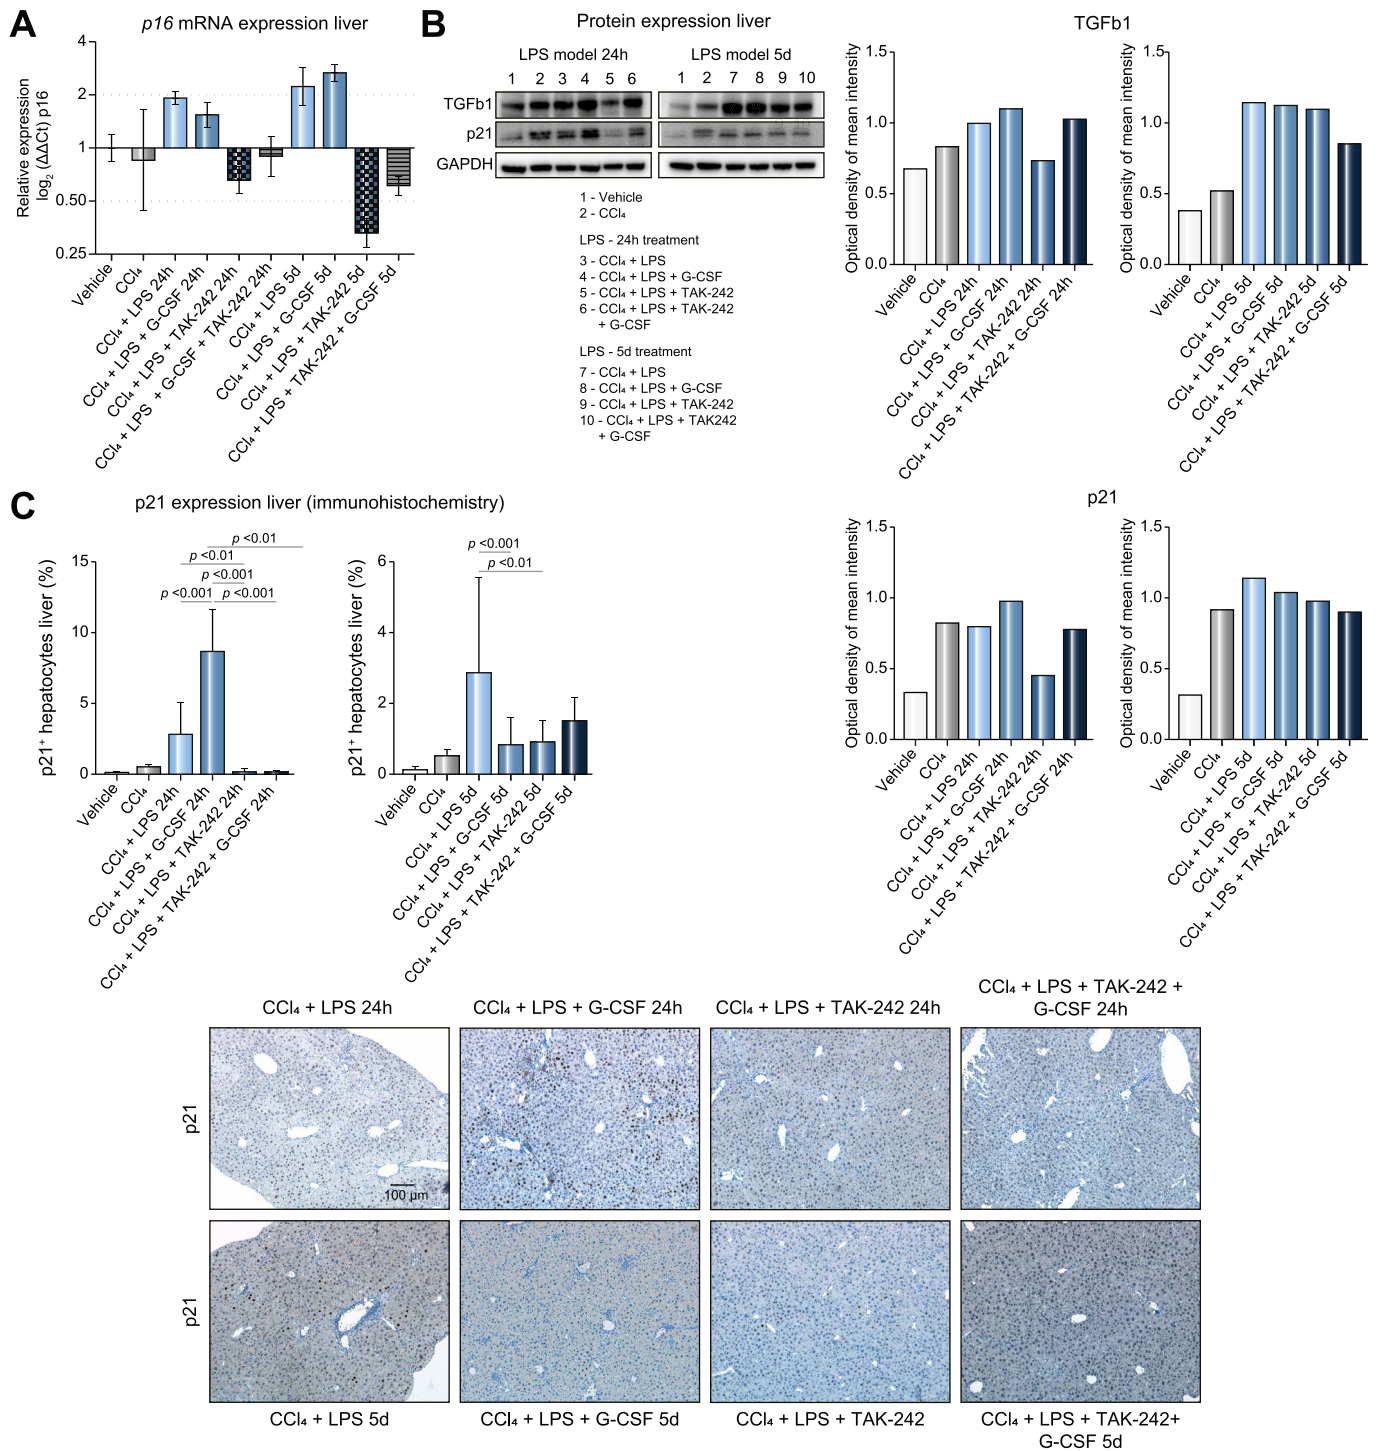 A
p16 mRNA expression liver
Relative expression
log2 (ΔΔCt) p16
4
2
1
0.50
0.25
Vehicle
CCl₄
CCl₄ + LPS 24h
CCl₄ + LPS + G-CSF 24h
CCl₄ + LPS + TAK-242 24h
CCl₄ + LPS + G-CSF + TAK-242 24h
CCl₄ + LPS 5d
CCl₄ + LPS + G-CSF 5d
CCl₄ + LPS + TAK-242 5d
CCl₄ + LPS + TAK-242 + G-CSF 5d
B
Protein expression liver
LPS model 24h
LPS model 5d
1 2 3 4 5 6
1 2 7 8 9 10
TGFb1
p21
GAPDH
1 - Vehicle
2 - CCl₄
LPS - 24h treatment
3 - CCl₄ + LPS
4 - CCl₄ + LPS + G-CSF
5 - CCl₄ + LPS + TAK-242
6 - CCl₄ + LPS + TAK-242
+ G-CSF
LPS - 5d treatment
7 - CCl₄ + LPS
8 - CCl₄ + LPS + G-CSF
9 - CCl₄ + LPS + TAK-242
10 - CCl₄ + LPS + TAK242
+ G-CSF
TGFb1
Optical density of mean intensity
1.5
1.0
0.5
0.0
Vehicle
CCl₄
CCl₄ + LPS 24h
CCl₄ + LPS + G-CSF 24h
CCl₄ + LPS + TAK-242 24h
CCl₄ + LPS + TAK-242 + G-CSF 24h
Optical density of mean intensity
1.5
1.0
0.5
0.0
Vehicle
CCl₄
CCl₄ + LPS 5d
CCl₄ + LPS + G-CSF 5d
CCl₄ + LPS + TAK-242 5d
CCl₄ + LPS + TAK-242 + G-CSF 5d
p21
Optical density of mean intensity
1.5
1.0
0.5
0.0
Vehicle
CCl₄
CCl₄ + LPS 24h
CCl₄ + LPS + G-CSF 24h
CCl₄ + LPS + TAK-242 24h
CCl₄ + LPS + TAK-242 + G-CSF 24h
Optical density of mean intensity
1.5
1.0
0.5
0.0
Vehicle
CCl₄
CCl₄ + LPS 5d
CCl₄ + LPS + G-CSF 5d
CCl₄ + LPS + TAK-242 5d
CCl₄ + LPS + TAK-242 + G-CSF 5d
C
p21 expression liver (immunohistochemistry)
p21⁺ hepatocytes liver (%)
15
10
5
0
p <0.01
p <0.01
p <0.001
p <0.001
p <0.001
Vehicle
CCl₄
CCl₄ + LPS 24h
CCl₄ + LPS + G-CSF 24h
CCl₄ + LPS + TAK-242 24h
CCl₄ + LPS + TAK-242 + G-CSF 24h
p21⁺ hepatocytes liver (%)
6
4
2
0
p <0.001
p <0.01
Vehicle
CCl₄
CCl₄ + LPS 5d
CCl₄ + LPS + G-CSF 5d
CCl₄ + LPS + TAK-242 5d
CCl₄ + LPS + TAK-242 + G-CSF 5d
CCl₄ + LPS 24h
CCl₄ + LPS + G-CSF 24h
CCl₄ + LPS + TAK-242 24h
CCl₄ + LPS + TAK-242 +
G-CSF 24h
p21
100 µm
p21
CCl₄ + LPS 5d
CCl₄ + LPS + G-CSF 5d
CCl₄ + LPS + TAK-242
CCl₄ + LPS + TAK-242+
G-CSF 5d